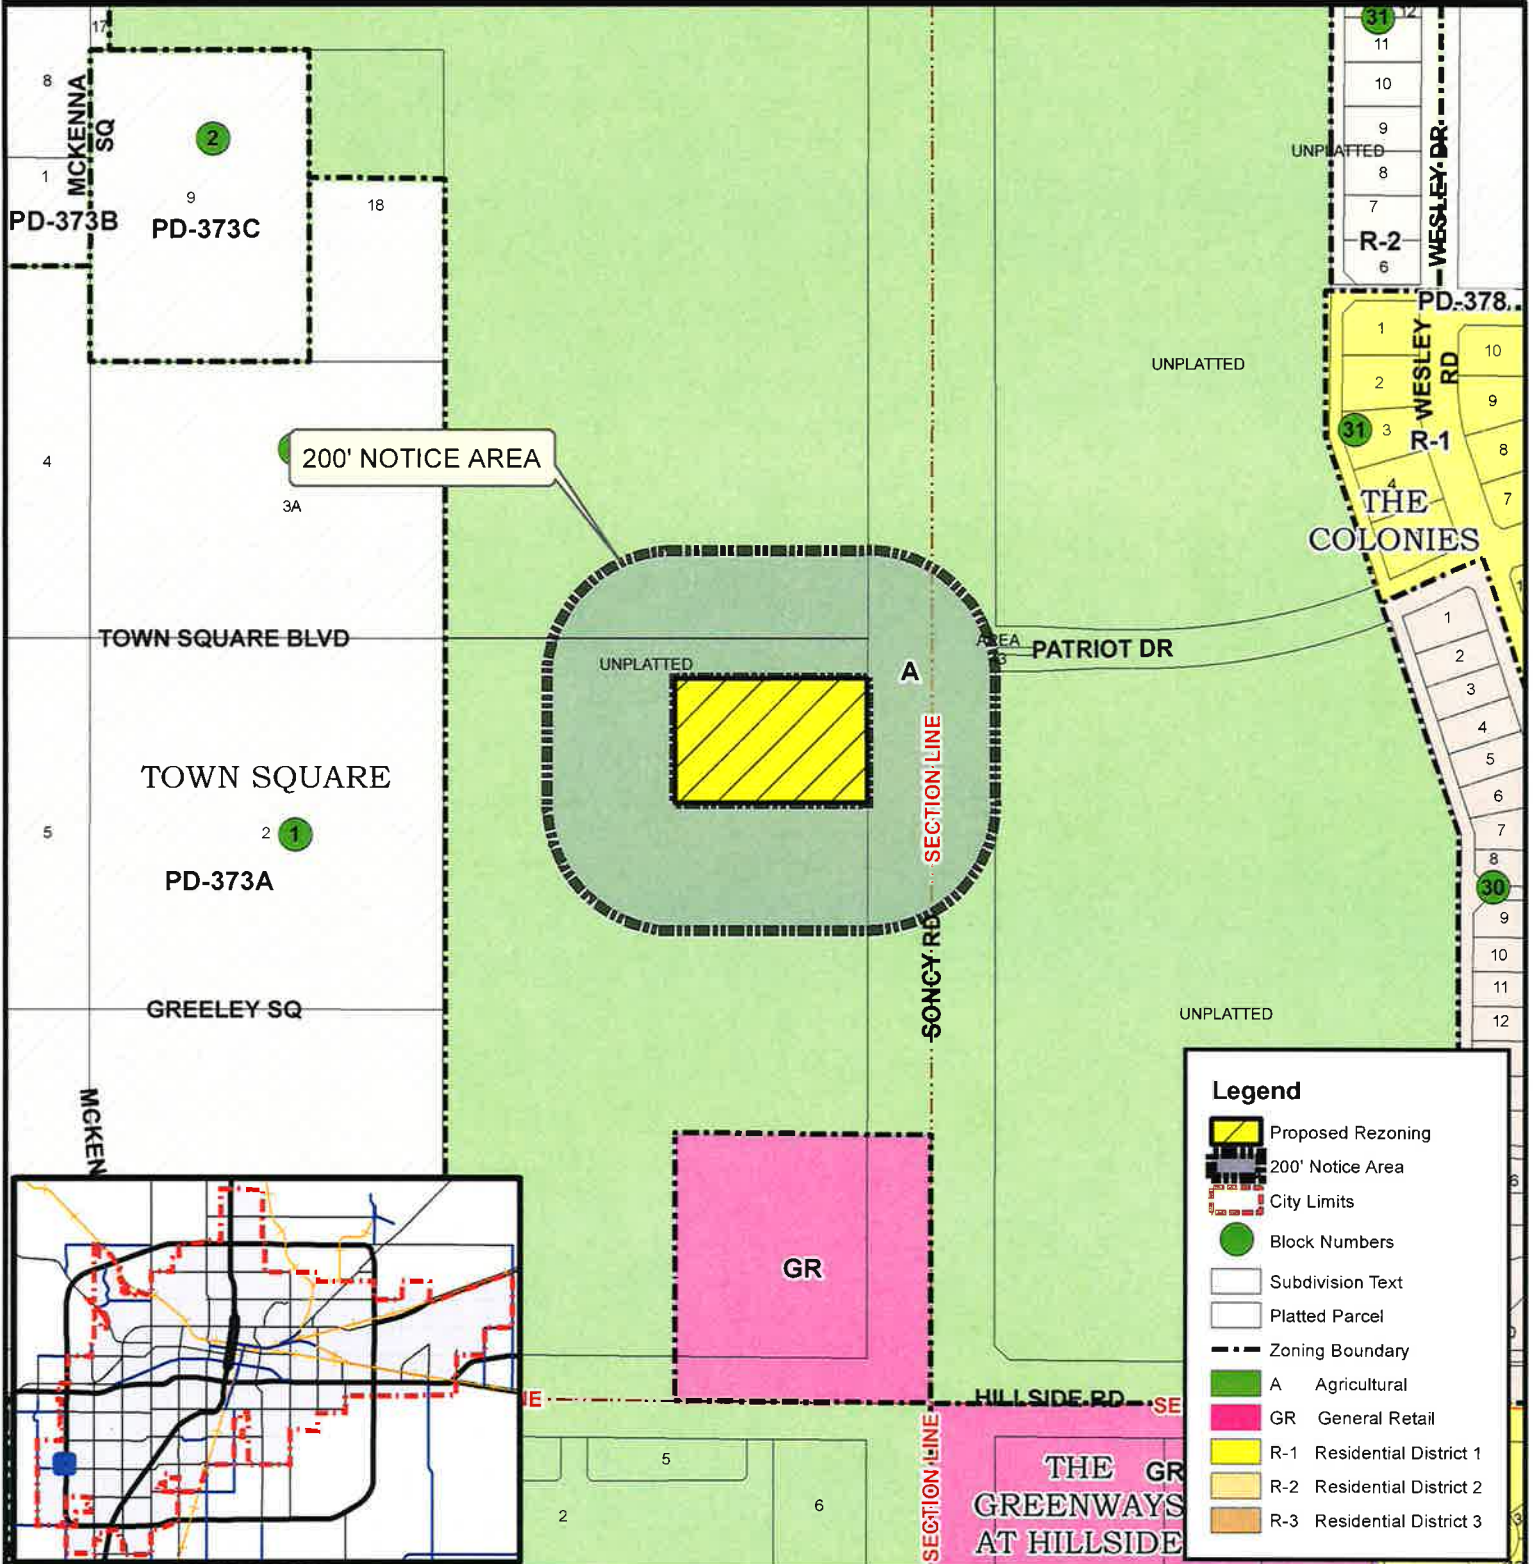 17
8
MCKENNA
SQ
2
1
9
PD-373B
PD-373C
18
31
12
11
10
9
UNPLATTED
8
7
R-2
6
WESLEY DR
PD-378
1
2
3
4
WESLEY
RD
10
9
8
7
31
R-1
THE
COLONIES
UNPLATTED
4
200' NOTICE AREA
3A
TOWN SQUARE BLVD
UNPLATTED
A
AREA
PATRIOT DR
SECTION LINE
TOWN SQUARE
5
2
1
PD-373A
GREELEY SQ
SONCY RD
UNPLATTED
1
2
3
4
5
6
7
8
30
9
10
11
12
MCKEN
GR
HILLSIDE RD
SE
SECTION LINE
5
2
6
THE GR
GREENWAYS
AT HILLSIDE
Legend
Proposed Rezoning
200' Notice Area
City Limits
Block Numbers
Subdivision Text
Platted Parcel
Zoning Boundary
A Agricultural
GR General Retail
R-1 Residential District 1
R-2 Residential District 2
R-3 Residential District 3